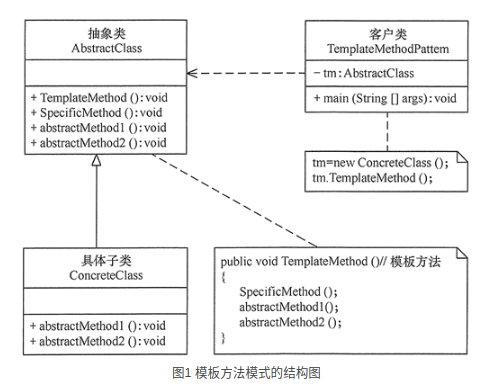 抽象类
AbstractClass
+ TemplateMethod ():void
+ SpecificMethod ():void
+ abstractMethod1 ():void
+ abstractMethod2 ():void
客户类
TemplateMethodPattem
− tm:AbstractClass
+ main (String [] args):void
tm=new ConcreteClass ();
tm.TemplateMethod ();
具体子类
ConcreteClass
+ abstractMethod1 ():void
+ abstractMethod2 ():void
public void TemplateMethod ()// 模板方法
{
SpecificMethod ();
abstractMethod1();
abstractMethod2 ();
}
图1 模板方法模式的结构图